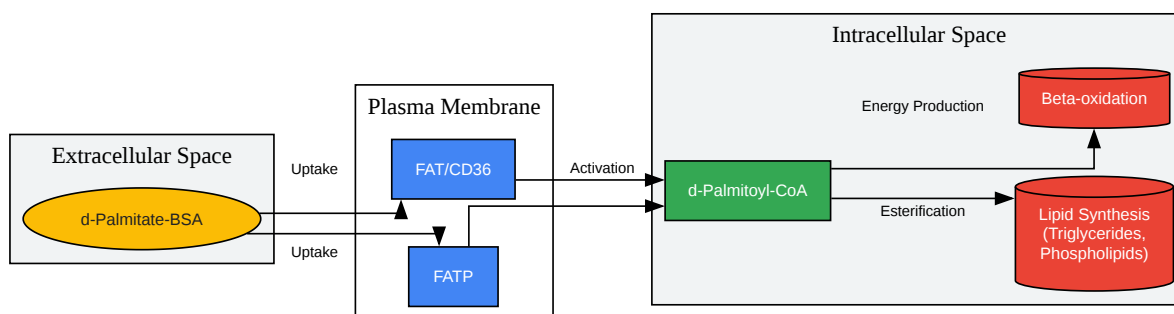 Extracellular Space
d-Palmitate-BSA
Uptake
Uptake
Plasma Membrane
FAT/CD36
FATP
Activation
Intracellular Space
d-Palmitoyl-CoA
Energy Production
Beta-oxidation
Esterification
Lipid Synthesis
(Triglycerides,
Phospholipids)